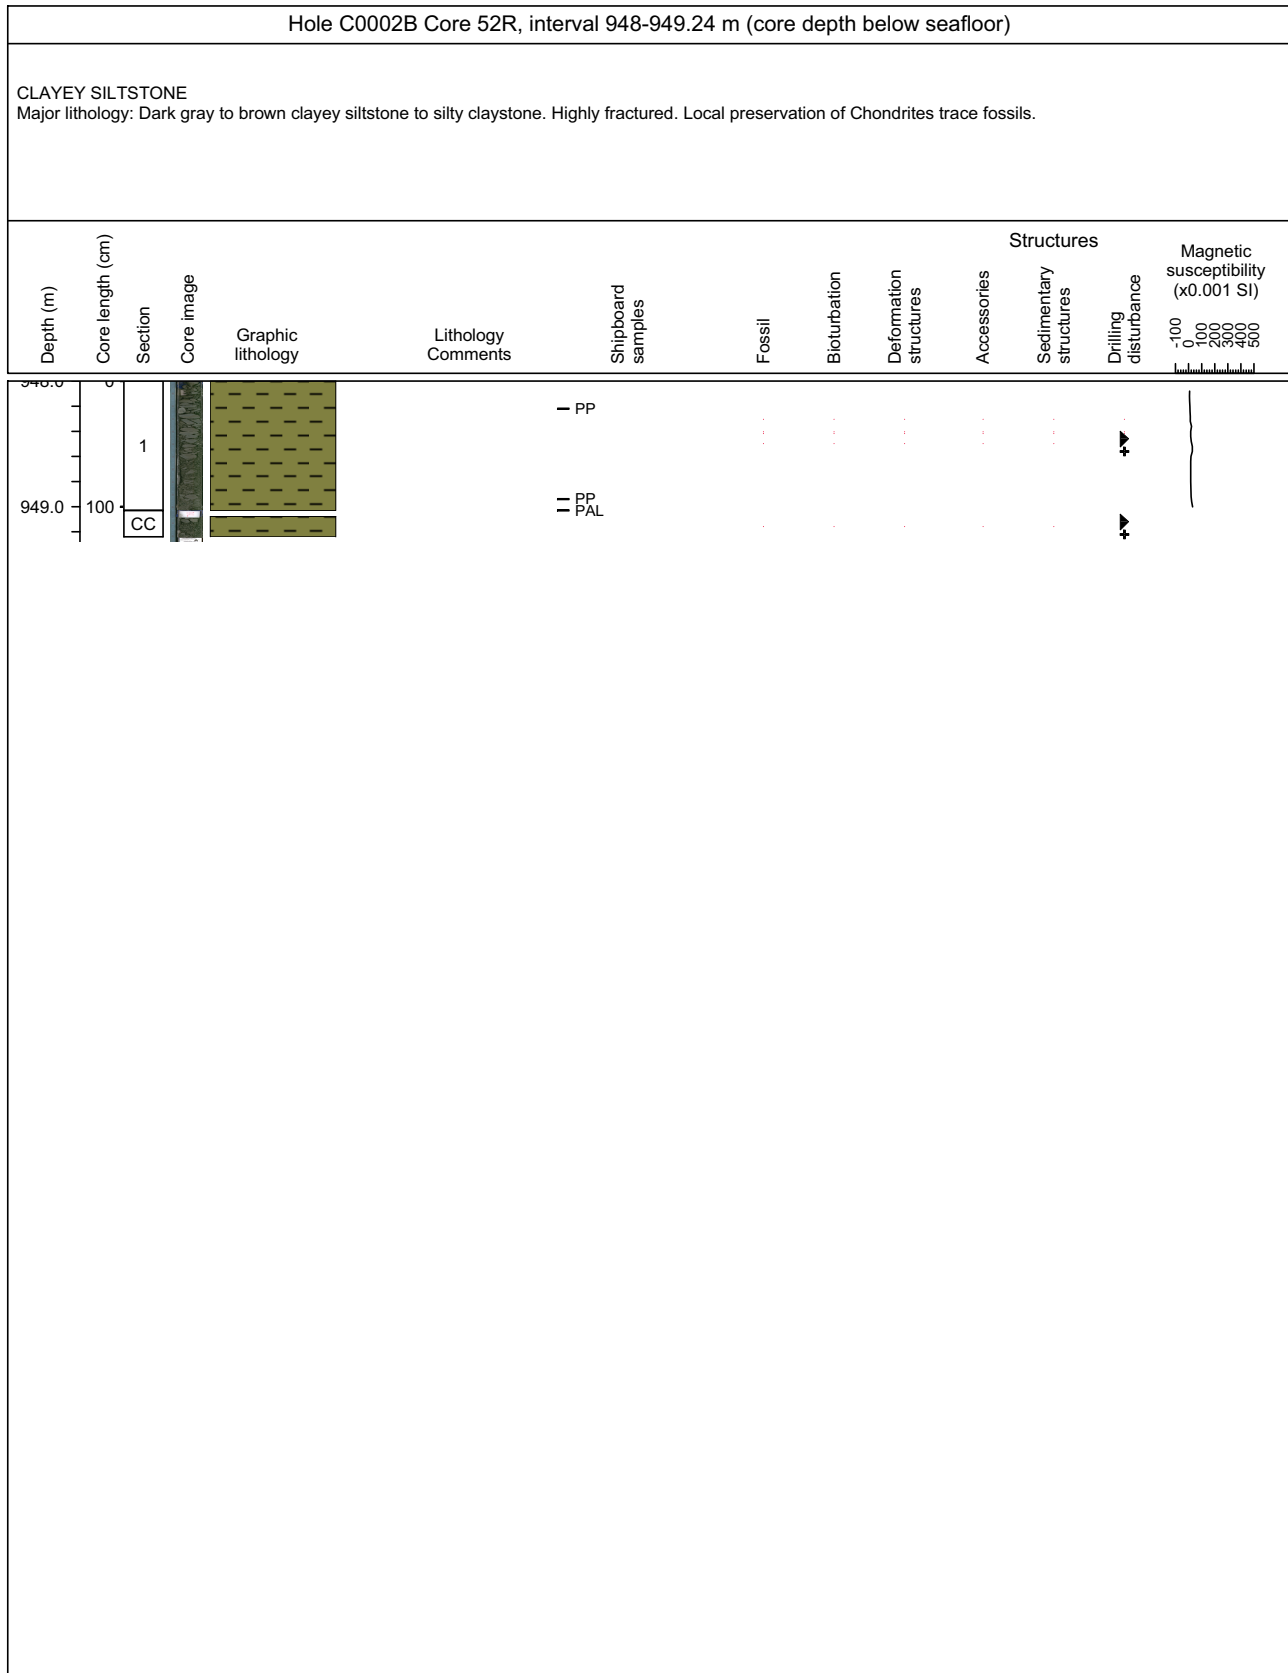 Hole C0002B Core 52R, interval 948-949.24 m (core depth below seafloor)
CLAYEY SILTSTONE
Major lithology: Dark gray to brown clayey siltstone to silty claystone. Highly fractured. Local preservation of Chondrites trace fossils.
Depth (m)
Core length (cm)
Section
Core image
Graphic
lithology
Lithology
Comments
Shipboard
samples
Structures
Fossil
Bioturbation
Deformation
structures
Accessories
Sedimentary
structures
Drilling
disturbance
Magnetic
susceptibility
(x0.001 SI)
-100
0
100
200
300
400
500
948.0
0
PP
1
PP
949.0
100
PAL
CC